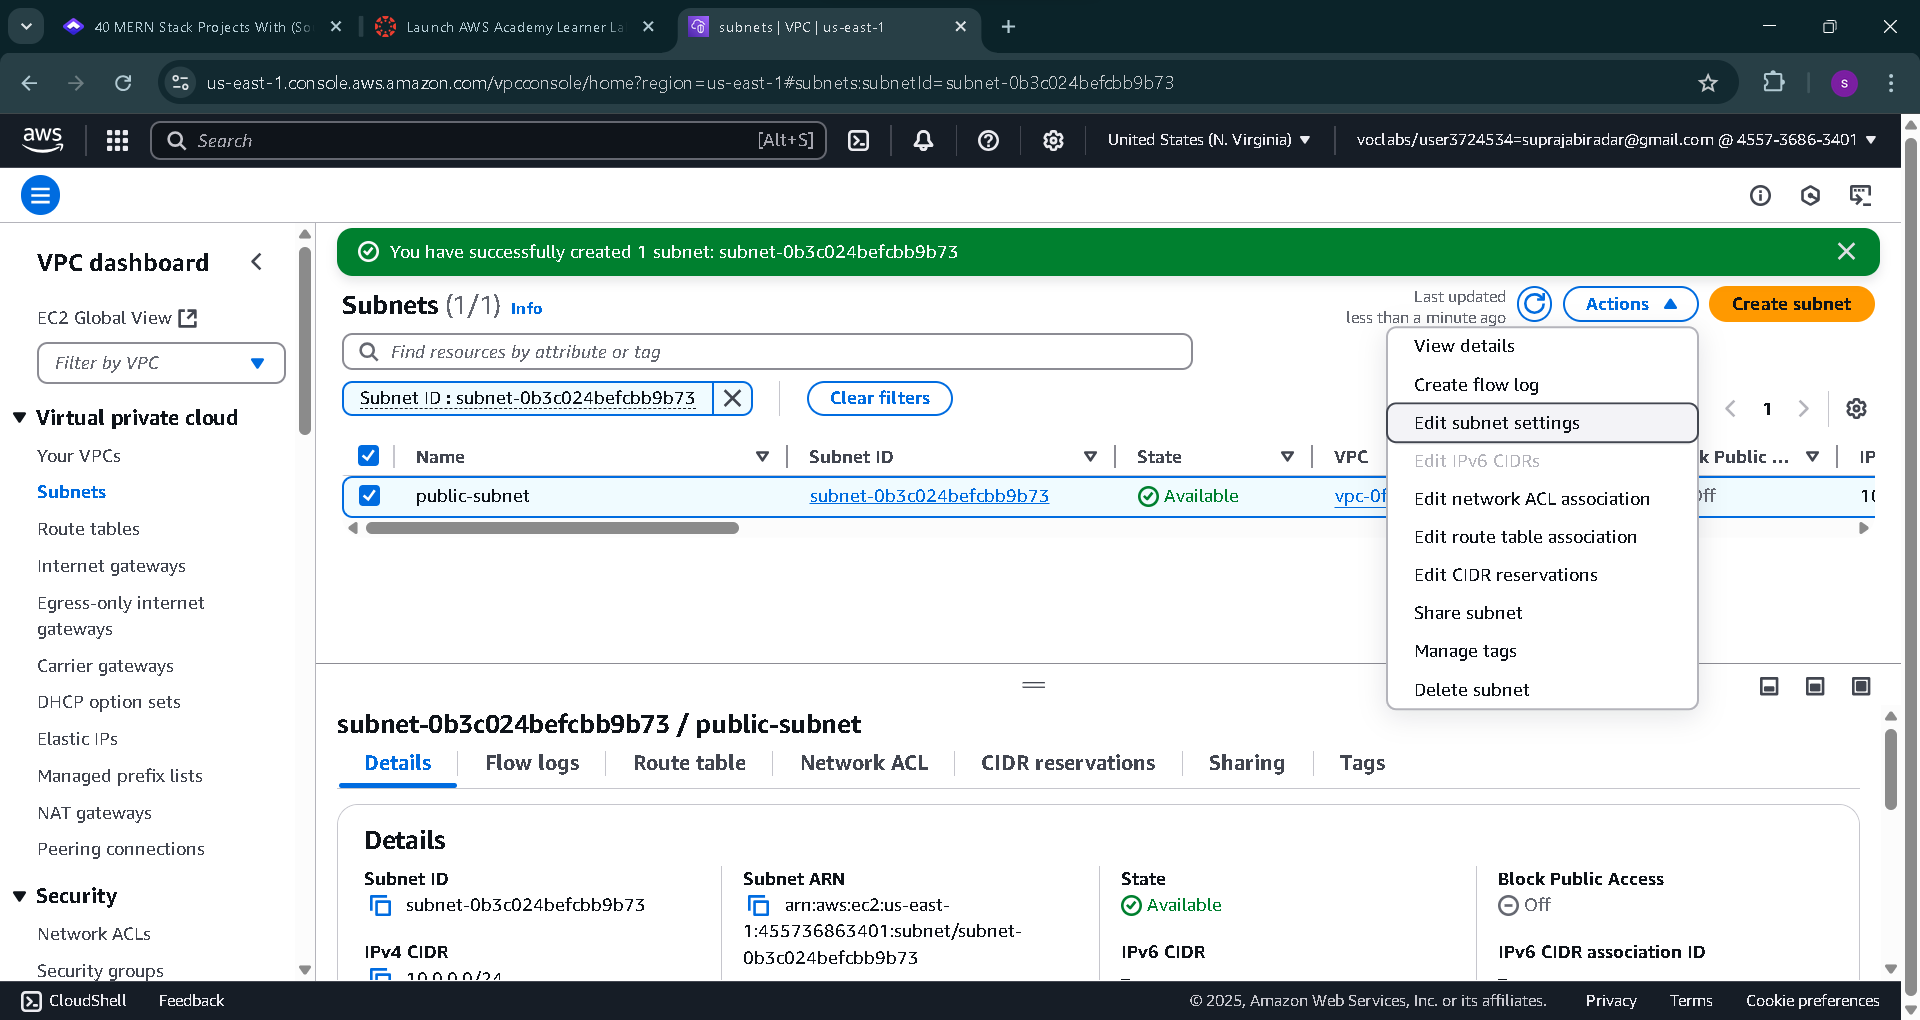 40 MERN Stack Projects With (So
Launch AWS Academy Learner La
subnets | VPC | us-east-1
us-east-1.console.aws.amazon.com/vpcconsole/home?region=us-east-1#subnets:subnetId=subnet-0b3c024befcbb9b73
s
aws
Search
[Alt+S]
United States (N. Virginia)
voclabs/user3724534=suprajabiradar@gmail.com @ 4557-3686-3401
VPC dashboard
EC2 Global View
Filter by VPC
Virtual private cloud
Your VPCs
Subnets
Route tables
Internet gateways
Egress-only internet
gateways
Carrier gateways
DHCP option sets
Elastic IPs
Managed prefix lists
NAT gateways
Peering connections
Security
Network ACLs
Security groups
You have successfully created 1 subnet: subnet-0b3c024befcbb9b73
Subnets (1/1) Info
Last updated
less than a minute ago
Actions
Create subnet
Find resources by attribute or tag
Subnet ID : subnet-0b3c024befcbb9b73
Clear filters
1
View details
Create flow log
Edit subnet settings
Edit IPv6 CIDRs
Edit network ACL association
Edit route table association
Edit CIDR reservations
Share subnet
Manage tags
Delete subnet
Name
Subnet ID
State
VPC
k Public ...
IP
public-subnet
subnet-0b3c024befcbb9b73
Available
vpc-0f
Off
10
subnet-0b3c024befcbb9b73 / public-subnet
Details
Flow logs
Route table
Network ACL
CIDR reservations
Sharing
Tags
Details
Subnet ID
subnet-0b3c024befcbb9b73
Subnet ARN
arn:aws:ec2:us-east-
1:455736863401:subnet/subnet-
0b3c024befcbb9b73
State
Available
Block Public Access
Off
IPv4 CIDR
10.0.0.0/24
IPv6 CIDR
–
IPv6 CIDR association ID
–
CloudShell
Feedback
© 2025, Amazon Web Services, Inc. or its affiliates.
Privacy
Terms
Cookie preferences